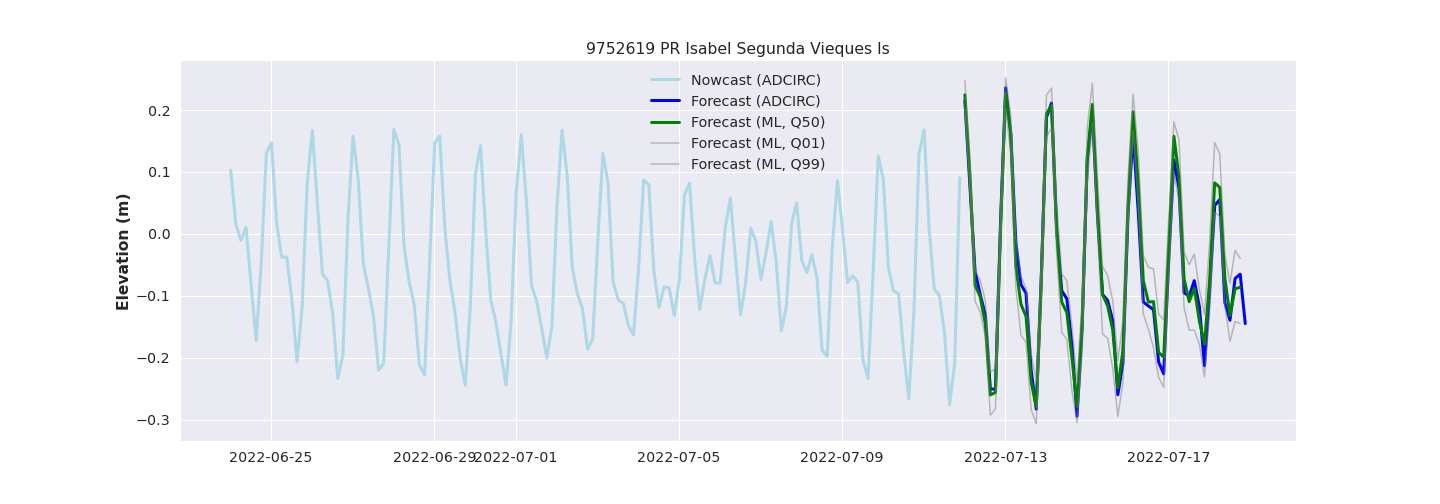 9752619 PR Isabel Segunda Vieques Is
Nowcast (ADCIRC)
Forecast (ADCIRC)
Forecast (ML, Q50)
Forecast (ML, Q01)
Forecast (ML, Q99)
Elevation (m)
0.2
0.1
0.0
−0.1
−0.2
−0.3
2022-06-25
2022-06-29
2022-07-01
2022-07-05
2022-07-09
2022-07-13
2022-07-17